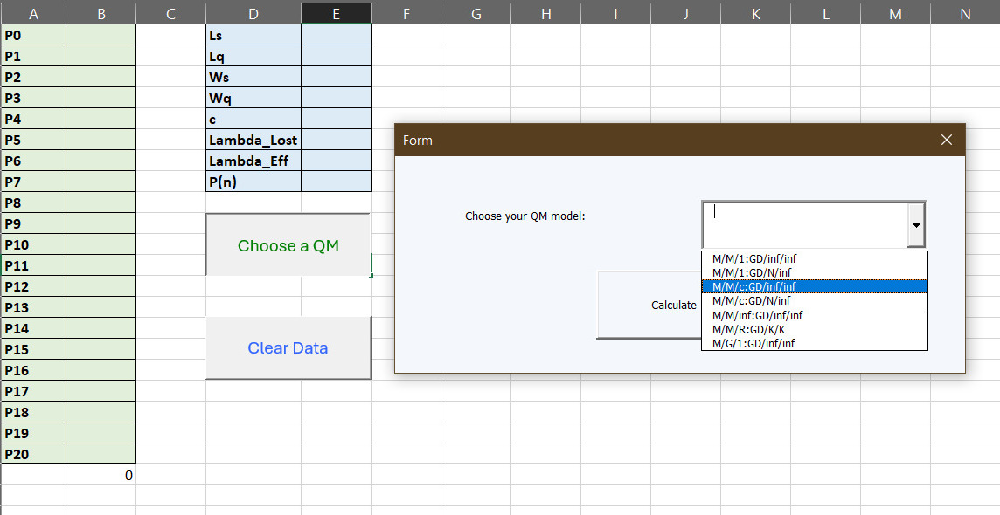 A B C D E F G H I J K L M N
P0 Ls
P1 Lq
P2 Ws
P3 Wq
P4 c
P5 Lambda_Lost
P6 Lambda_Eff
P7 P(n)
P8
P9
P10
P11
P12
P13
P14
P15
P16
P17
P18
P19
P20
0
Choose a QM
Clear Data
Form
Choose your QM model:
M/M/1:GD/inf/inf
M/M/1:GD/N/inf
M/M/c:GD/inf/inf
M/M/c:GD/N/inf
M/M/inf:GD/inf/inf
M/M/R:GD/K/K
M/G/1:GD/inf/inf
Calculate